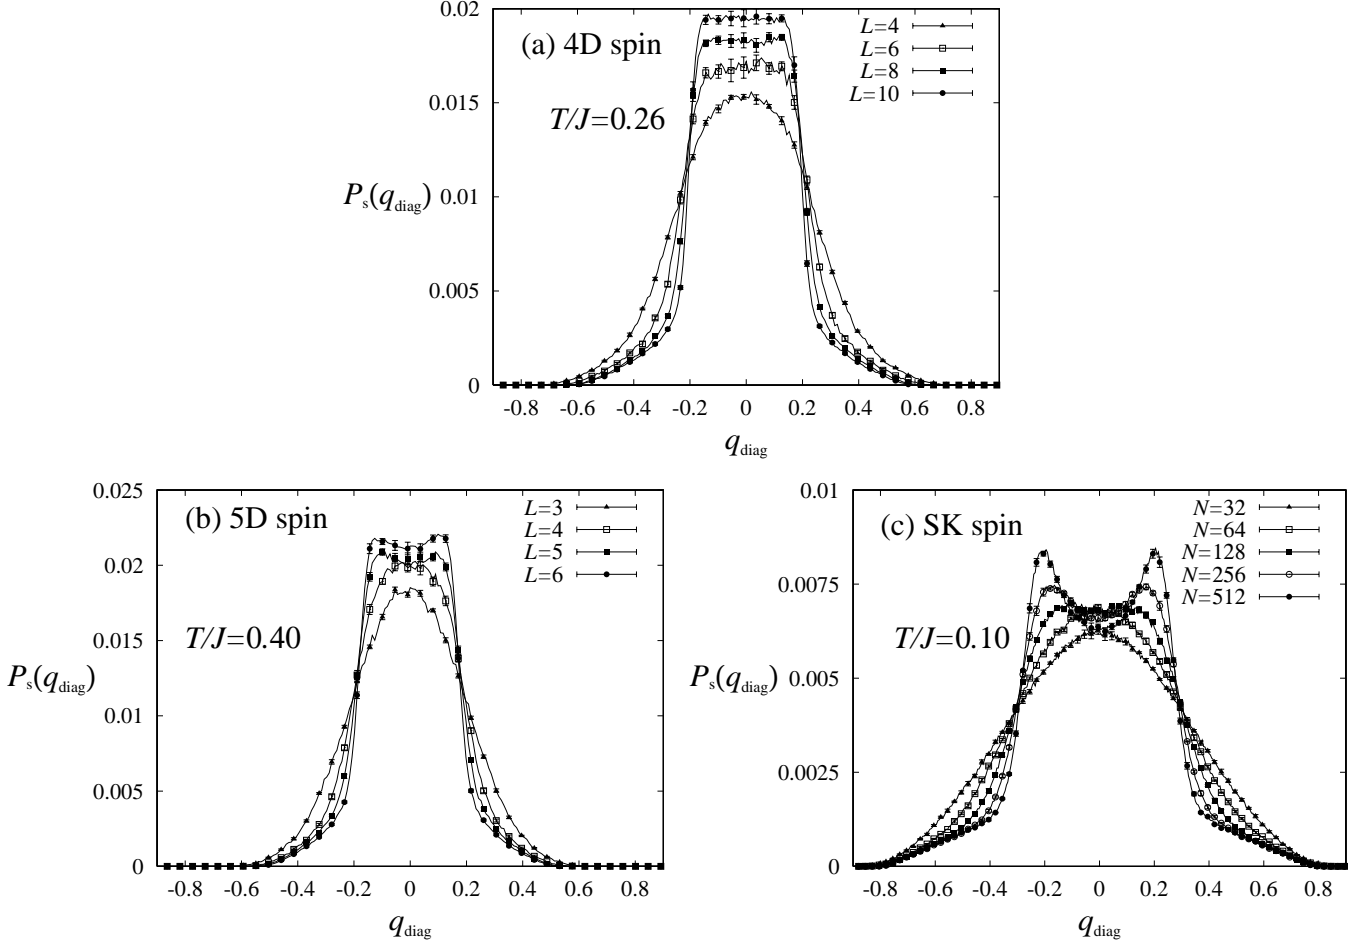 (a) 4D spin
T/J=0.26
L=4
L=6
L=8
L=10
Ps(qdiag)
0.02
0.015
0.01
0.005
0
-0.8 -0.6 -0.4 -0.2 0 0.2 0.4 0.6 0.8
qdiag
(b) 5D spin
T/J=0.40
L=3
L=4
L=5
L=6
Ps(qdiag)
0.025
0.02
0.015
0.01
0.005
0
-0.8 -0.6 -0.4 -0.2 0 0.2 0.4 0.6 0.8
qdiag
(c) SK spin
T/J=0.10
N=32
N=64
N=128
N=256
N=512
Ps(qdiag)
0.01
0.0075
0.005
0.0025
0
-0.8 -0.6 -0.4 -0.2 0 0.2 0.4 0.6 0.8
qdiag